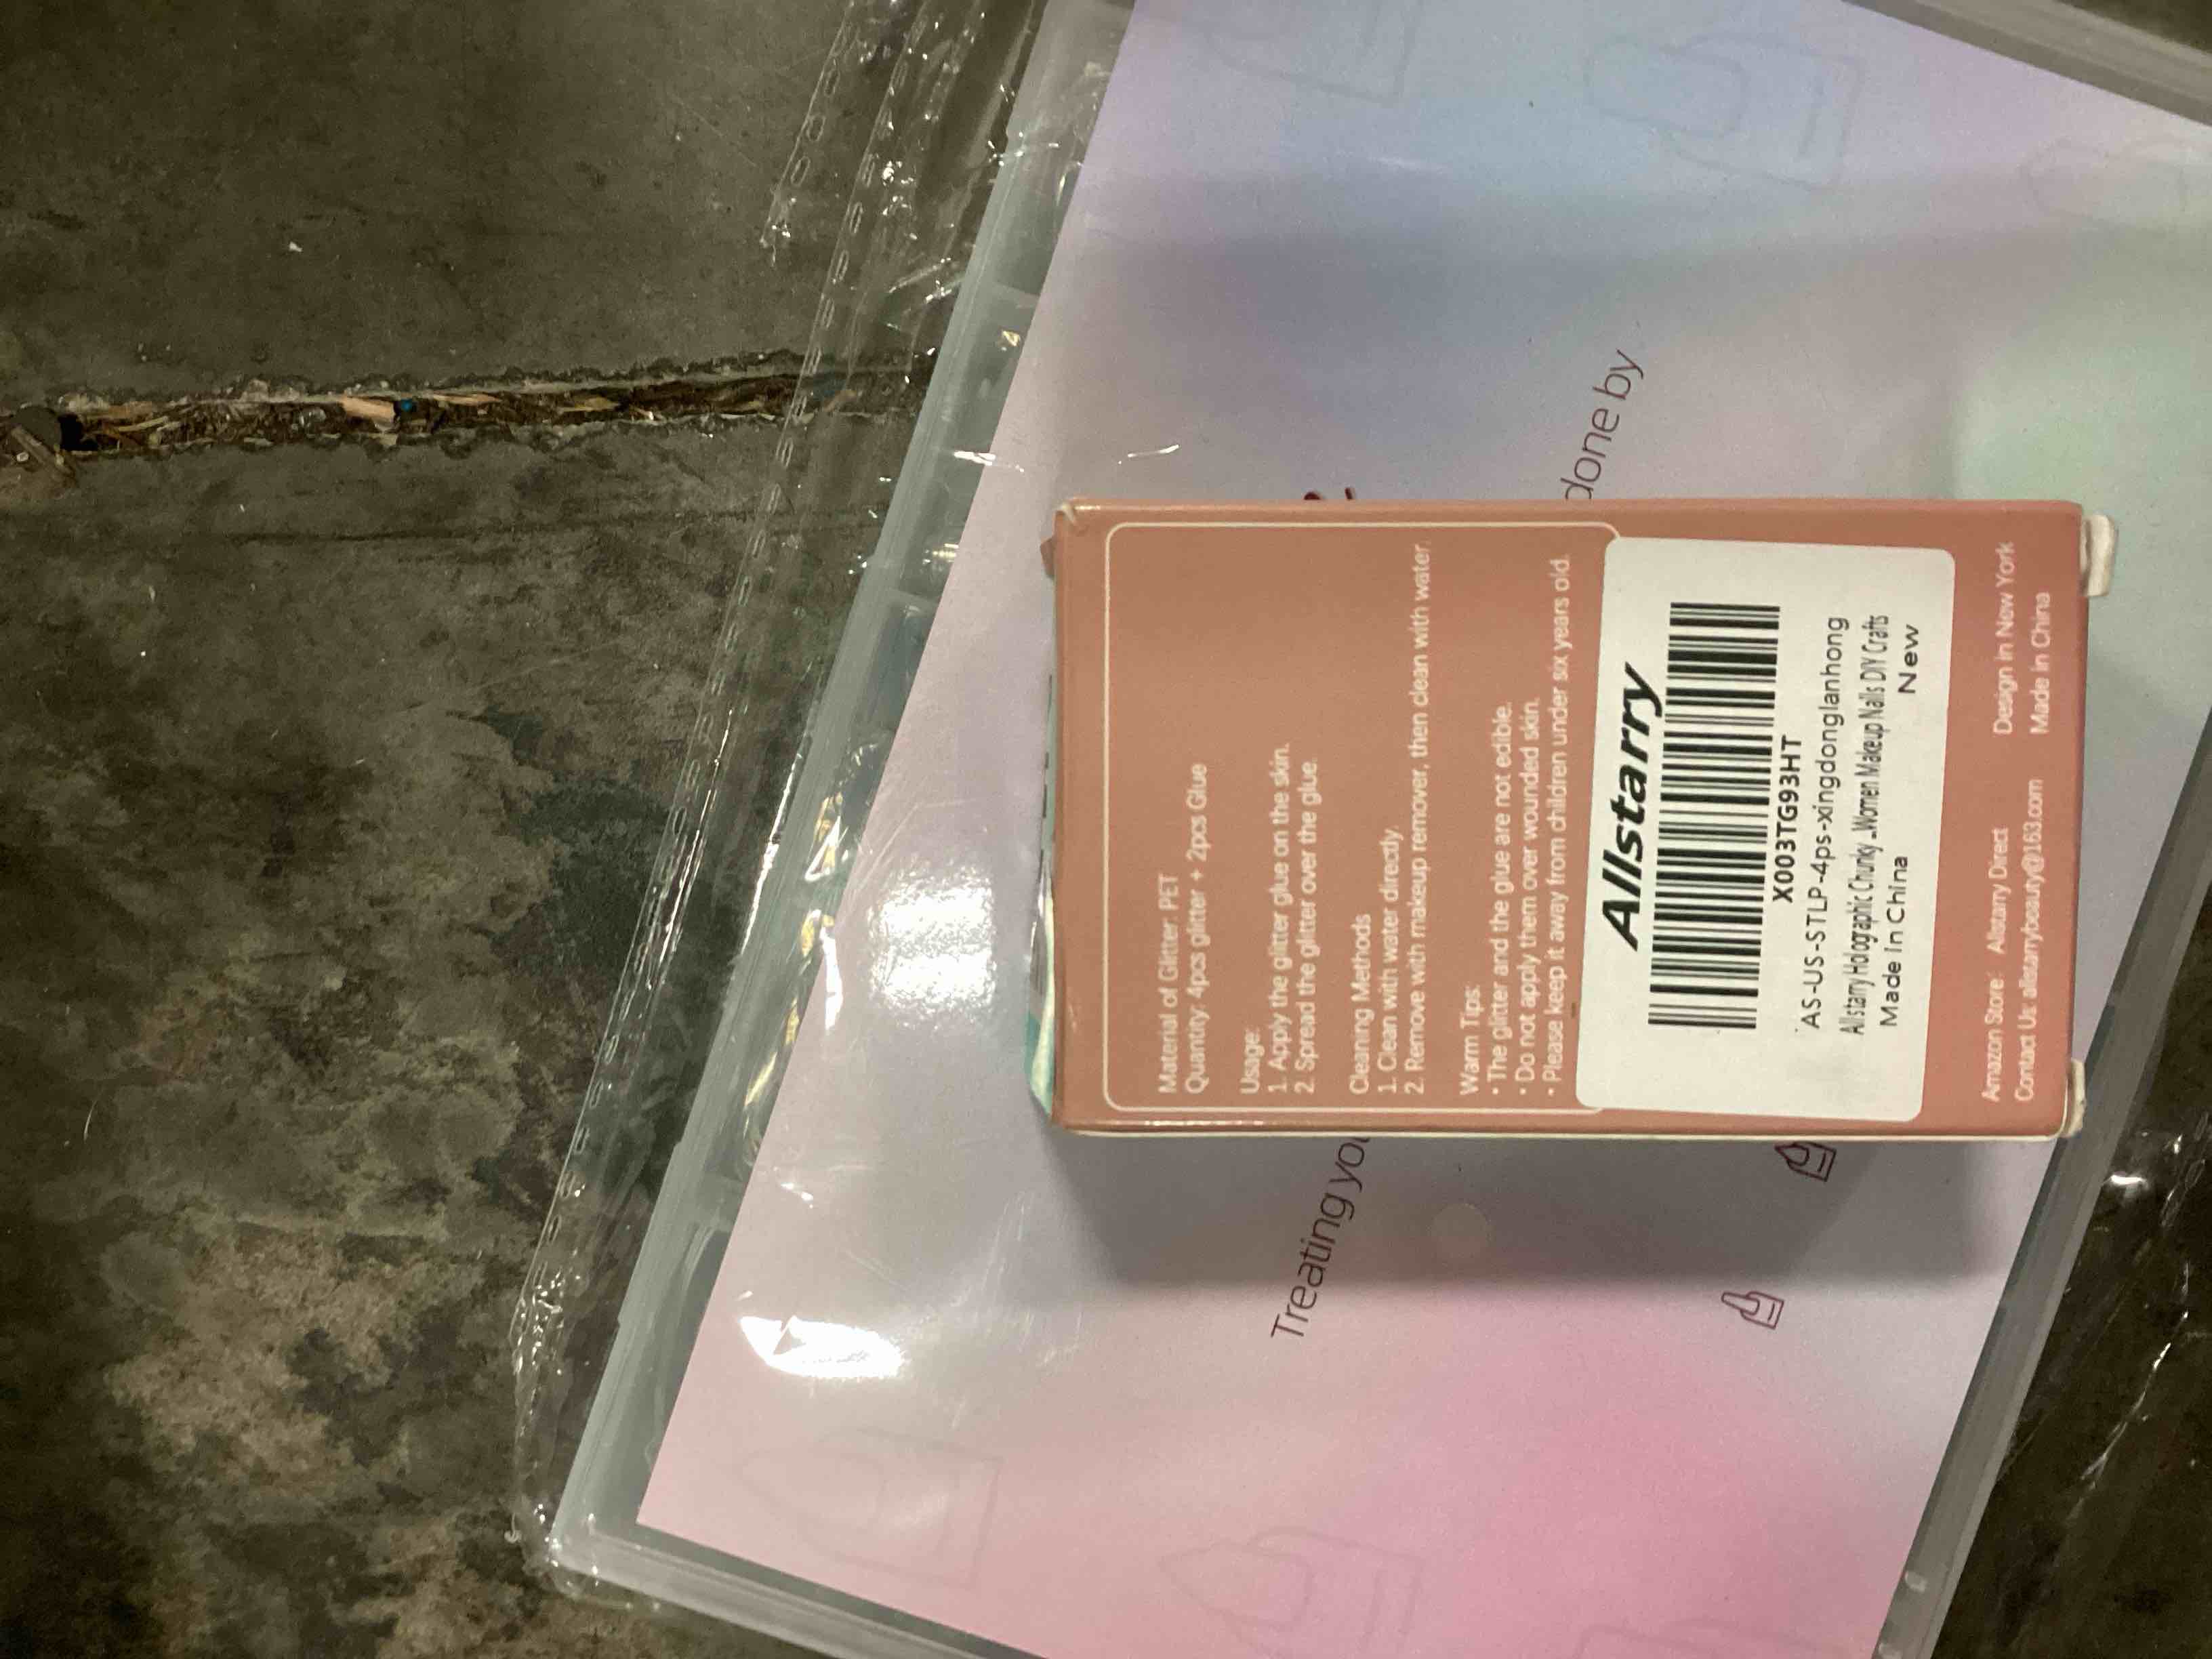 Material of Glitter: PET
Quantity: 4pcs glitter + 2pcs Glue
Usage:
1. Apply the glitter glue on the skin.
2. Spread the glitter over the glue.
Cleaning Methods
1. Clean with water directly.
2. Remove with makeup remover, then clean with water.
Warm Tips:
• The glitter and the glue are not edible.
• Do not apply them over wounded skin.
• Please keep it away from children under six years old.
Allstarry
X003TG93HT
AS-US-STLP-4ps-xingdonglanhong
Allstarry Holographic Chunky ..Women Makeup Nails DIY Crafts
Made In China New
Amazon Store: Allstarry Direct Design in New York
Contact Us: allstarrybeauty@163.com Made in China
Treating
done by